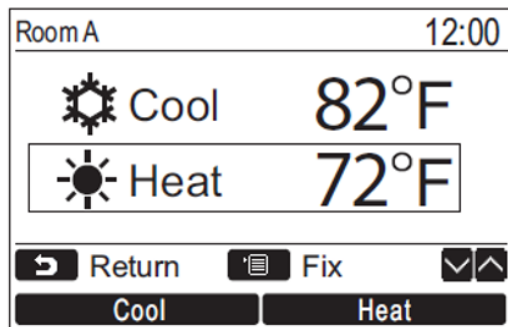 Room A 12:00
Cool 82°F
Heat 72°F
Return Fix
Cool Heat